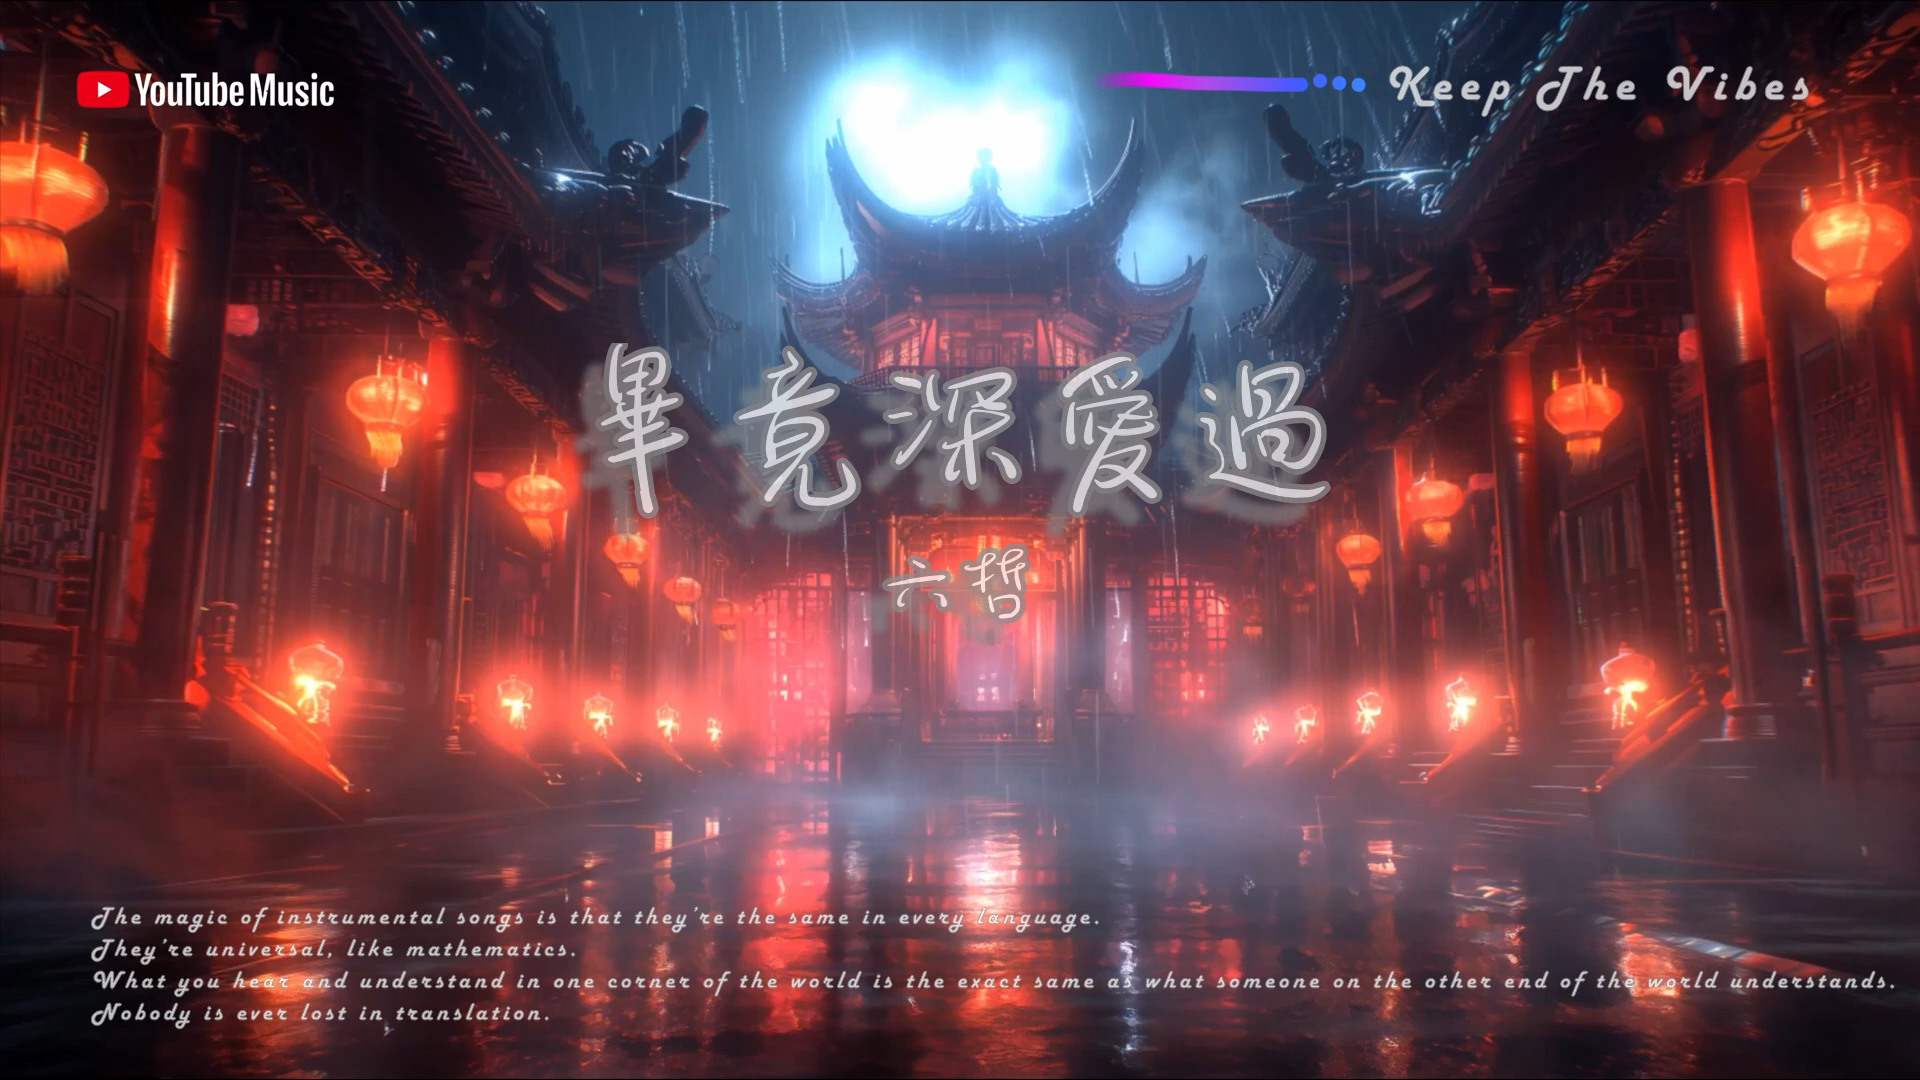 YouTube Music
Keep The Vibes
畢竟深愛過
六哲
The magic of instrumental songs is that they're the same in every language.
They're universal, like mathematics.
What you hear and understand in one corner of the world is the exact same as what someone on the other end of the world understands.
Nobody is ever lost in translation.